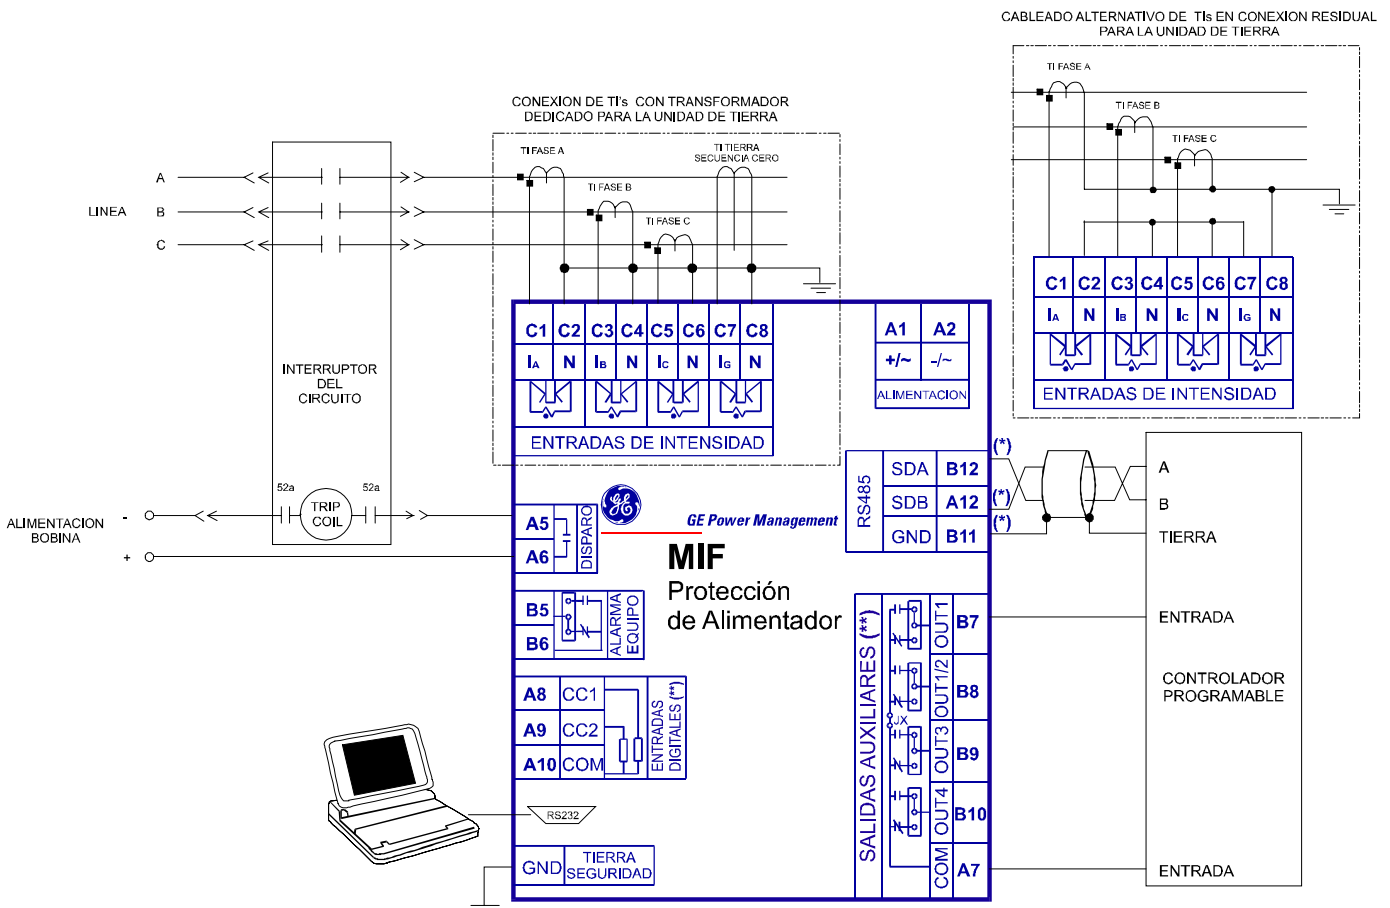 CABLEADO ALTERNATIVO DE TIs EN CONEXION RESIDUAL
PARA LA UNIDAD DE TIERRA
TI FASE A
TI FASE B
TI FASE C
C1 C2 C3 C4 C5 C6 C7 C8
IA N IB N IC N IG N
ENTRADAS DE INTENSIDAD
CONEXION DE TI's CON TRANSFORMADOR
DEDICADO PARA LA UNIDAD DE TIERRA
TI FASE A
TI TIERRA
SECUENCIA CERO
TI FASE B
TI FASE C
LINEA
A
B
C
INTERRUPTOR
DEL
CIRCUITO
52a
TRIP
COIL
52a
ALIMENTACION
BOBINA
-
+
C1 C2 C3 C4 C5 C6 C7 C8
IA N IB N IC N IG N
ENTRADAS DE INTENSIDAD
A1 A2
+/~ -/~
ALIMENTACION
RS485
SDA B12
SDB A12
GND B11
(*)
(*)
(*)
A
B
TIERRA
ENTRADA
CONTROLADOR
PROGRAMABLE
ENTRADA
A5
A6
DISPARO
GE
GE Power Management
MIF
Protección
de Alimentador
B5
B6
ALARMA
EQUIPO
A8 CC1
A9 CC2
A10 COM
ENTRADAS
DIGITALES (**)
RS232
GND
TIERRA
SEGURIDAD
SALIDAS AUXILIARES (**)
JX
OUT1 B7
OUT1/2 B8
OUT3 B9
OUT4 B10
COM A7